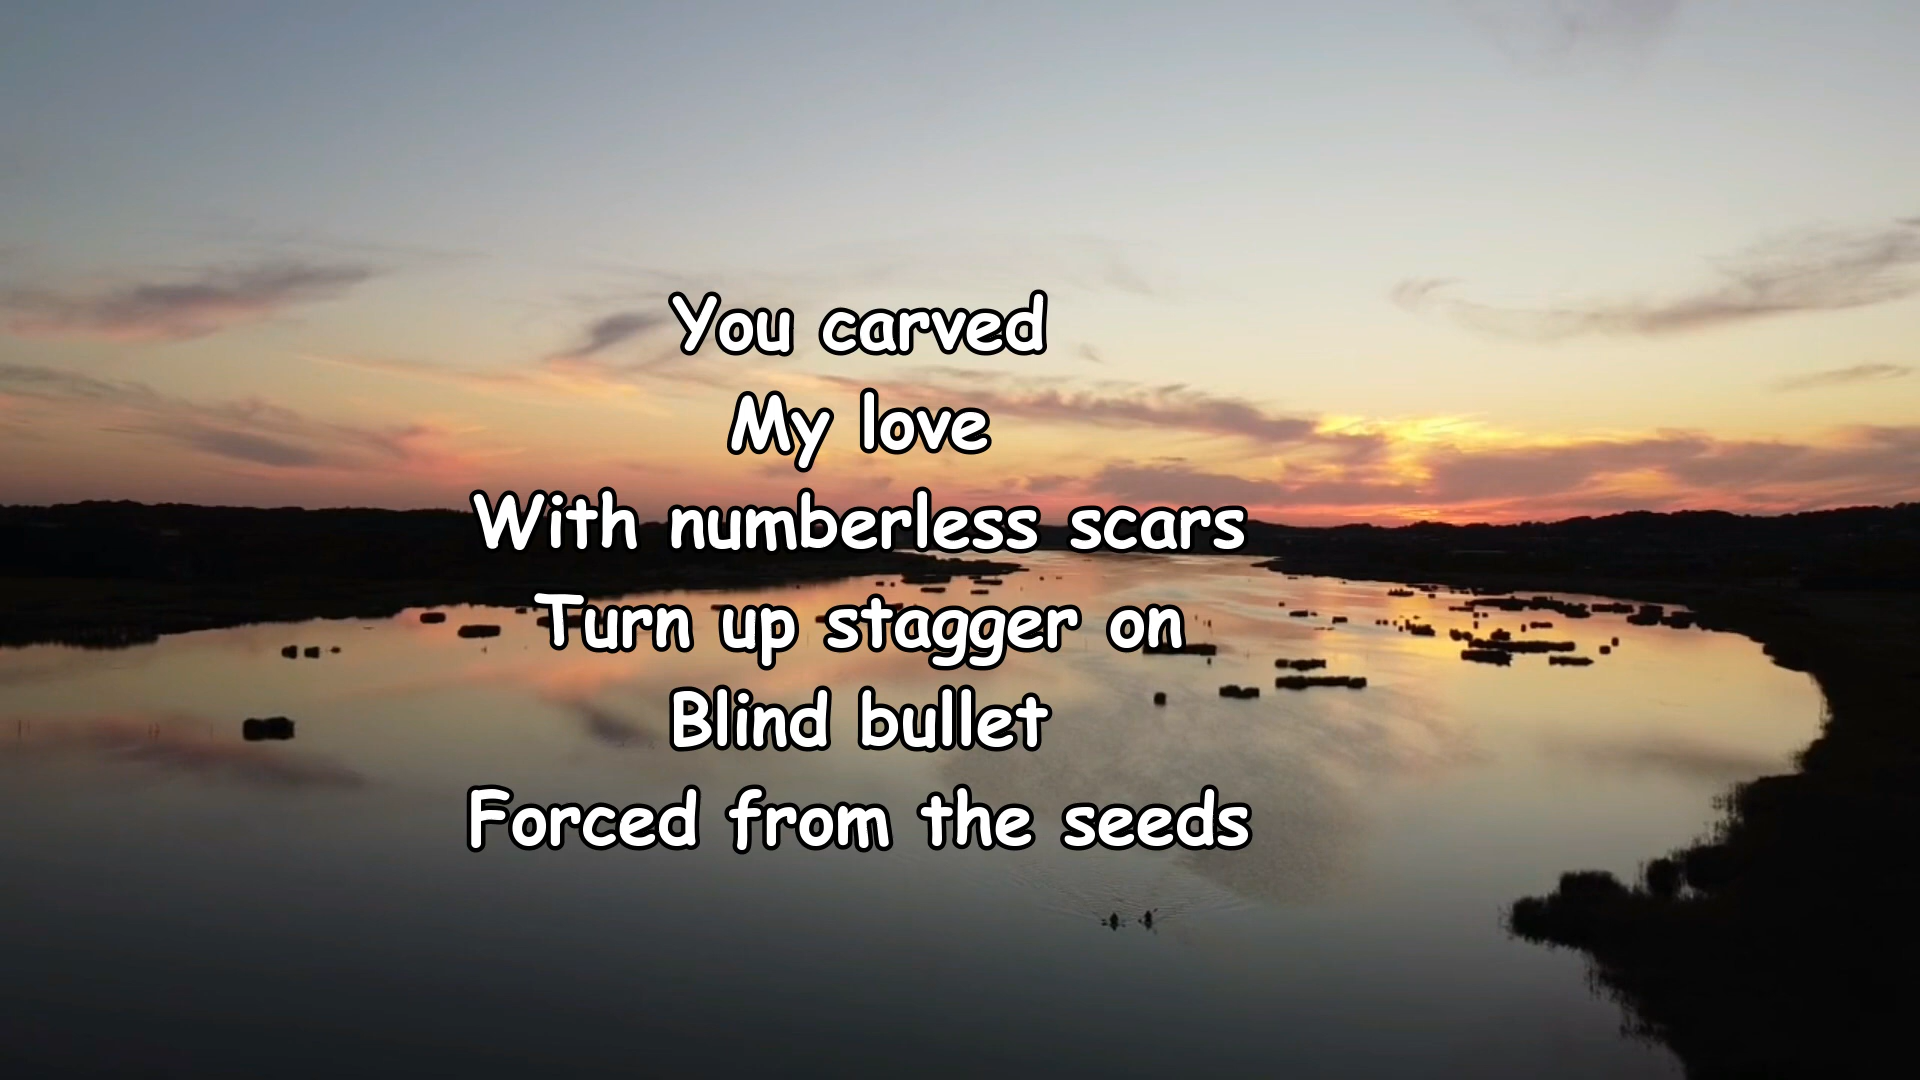 You carved
My love
With numberless scars
Turn up stagger on
Blind bullet
Forced from the seeds